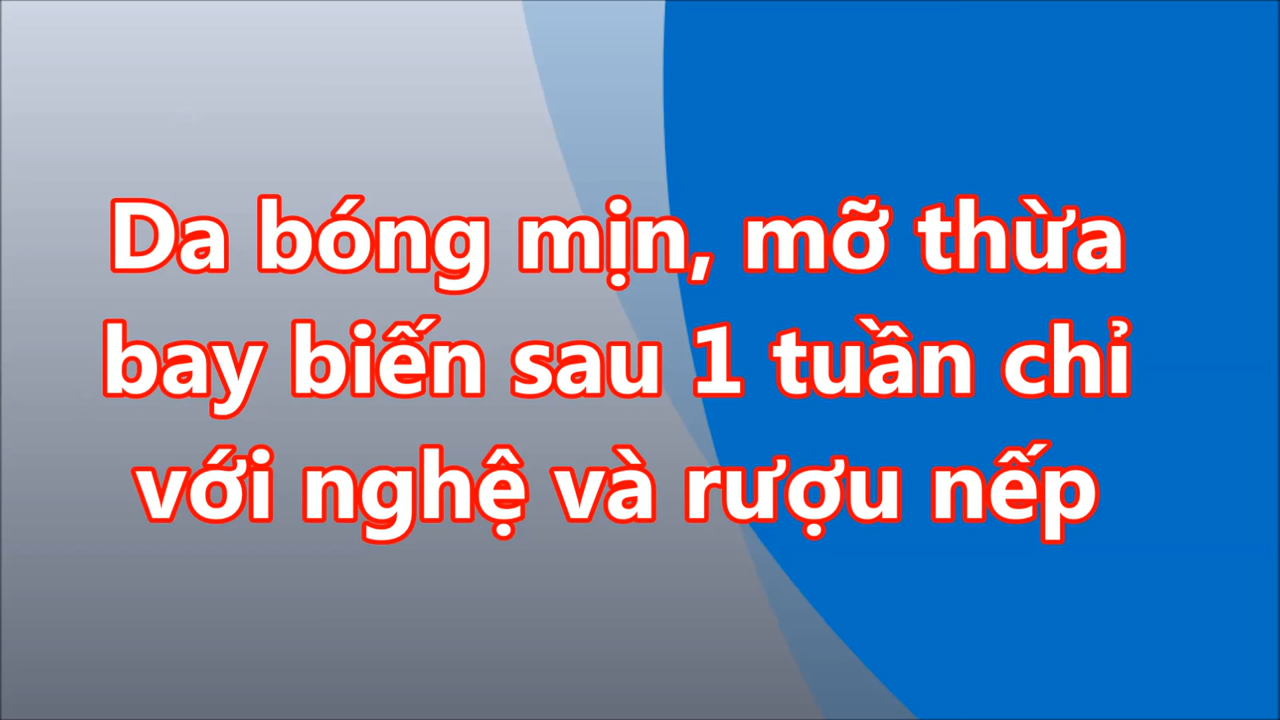 Da bóng mịn, mỡ thừa
bay biến sau 1 tuần chỉ
với nghệ và rượu nếp